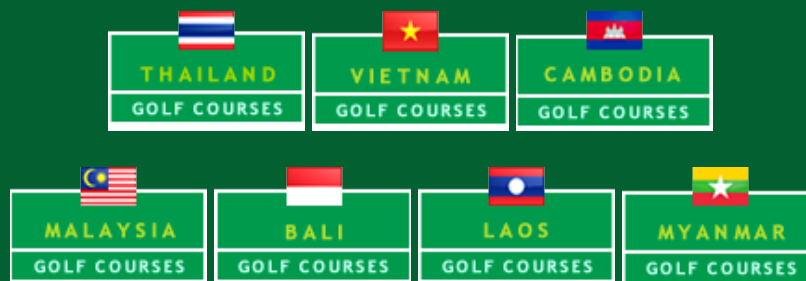 THAILAND
GOLF COURSES
VIETNAM
GOLF COURSES
CAMBODIA
GOLF COURSES
MALAYSIA
GOLF COURSES
BALI
GOLF COURSES
LAOS
GOLF COURSES
MYANMAR
GOLF COURSES